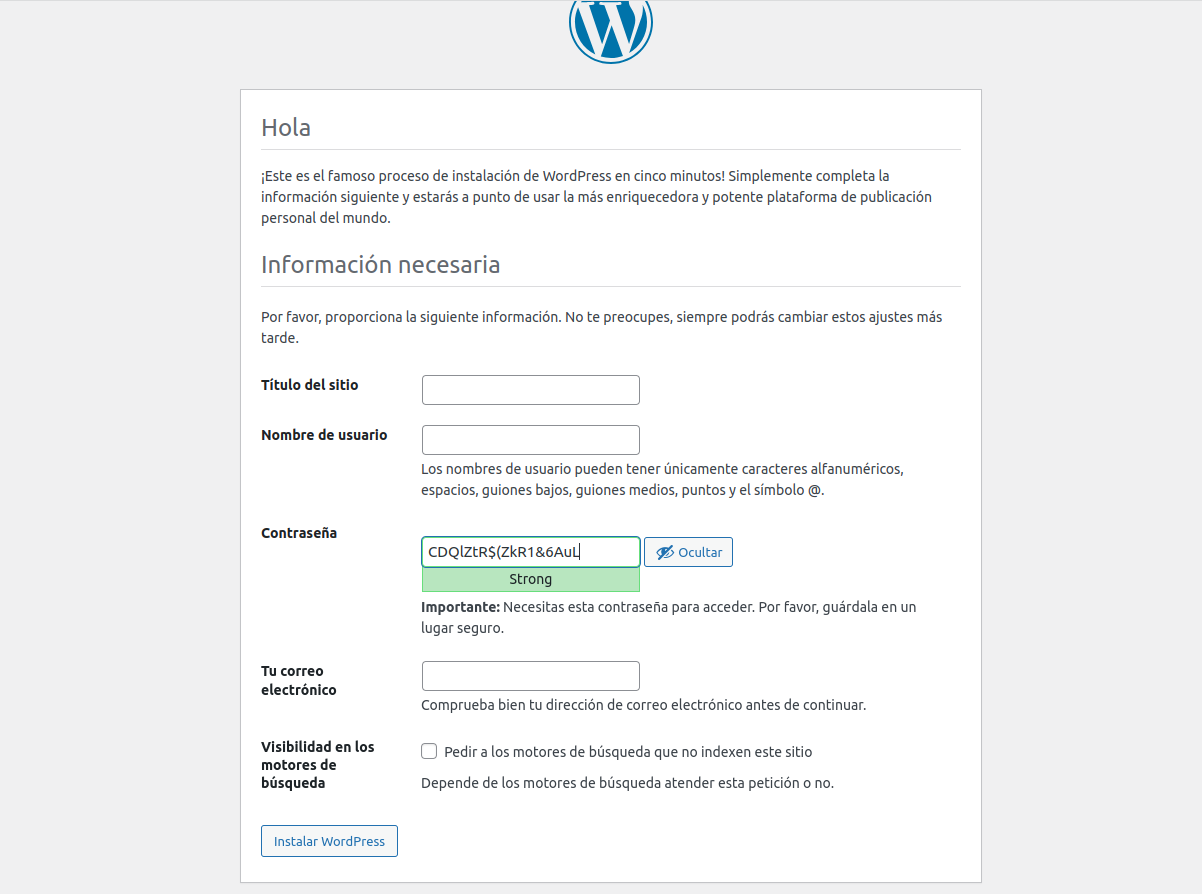 Hola
¡Este es el famoso proceso de instalación de WordPress en cinco minutos! Simplemente completa la
información siguiente y estarás a punto de usar la más enriquecedora y potente plataforma de publicación
personal del mundo.
Información necesaria
Por favor, proporciona la siguiente información. No te preocupes, siempre podrás cambiar estos ajustes más
tarde.
Título del sitio
Nombre de usuario
Los nombres de usuario pueden tener únicamente caracteres alfanuméricos,
espacios, guiones bajos, guiones medios, puntos y el símbolo @.
Contraseña
CDQlZtR$(ZkR1&6AuL
Ocultar
Strong
Importante: Necesitas esta contraseña para acceder. Por favor, guárdala en un
lugar seguro.
Tu correo
electrónico
Comprueba bien tu dirección de correo electrónico antes de continuar.
Visibilidad en los
motores de
búsqueda
Pedir a los motores de búsqueda que no indexen este sitio
Depende de los motores de búsqueda atender esta petición o no.
Instalar WordPress